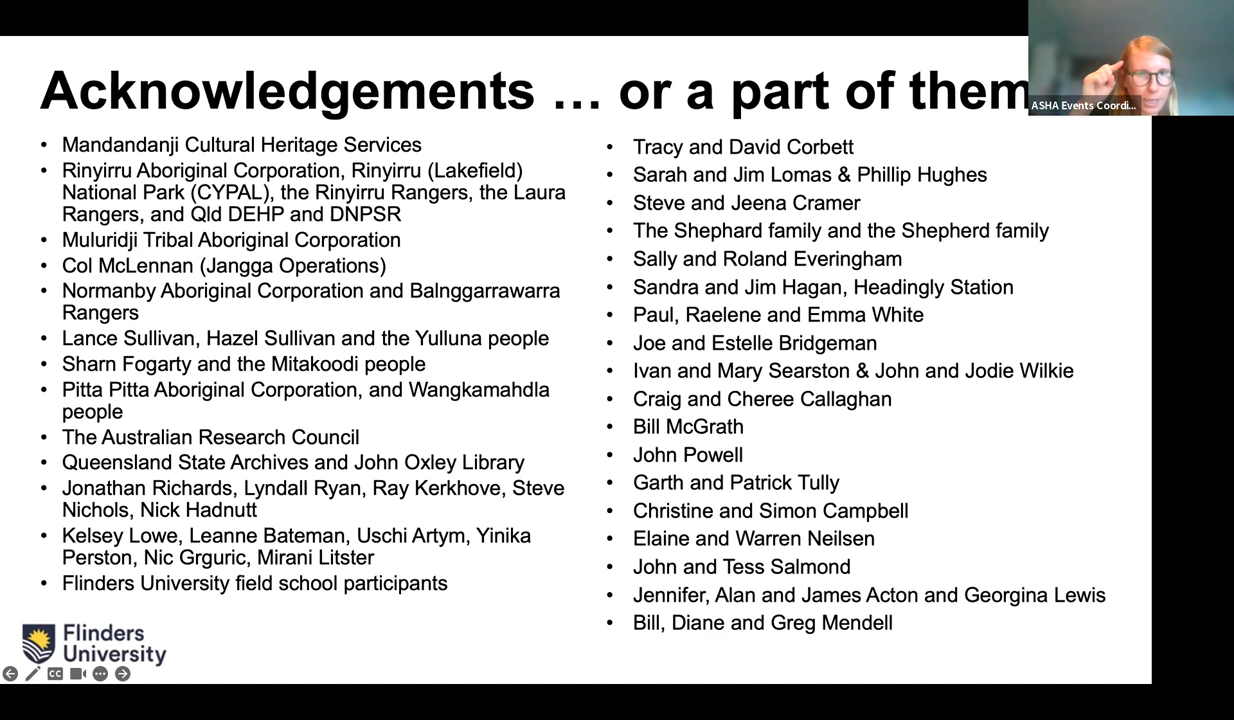 Acknowledgements … or a part of them
ASHA Events Coordi...
• Mandandanji Cultural Heritage Services
• Rinyirru Aboriginal Corporation, Rinyirru (Lakefield)
National Park (CYPAL), the Rinyirru Rangers, the Laura
Rangers, and Qld DEHP and DNPSR
• Muluridji Tribal Aboriginal Corporation
• Col McLennan (Jangga Operations)
• Normanby Aboriginal Corporation and Balnggarrawarra
Rangers
• Lance Sullivan, Hazel Sullivan and the Yulluna people
• Sharn Fogarty and the Mitakoodi people
• Pitta Pitta Aboriginal Corporation, and Wangkamahdla
people
• The Australian Research Council
• Queensland State Archives and John Oxley Library
• Jonathan Richards, Lyndall Ryan, Ray Kerkhove, Steve
Nichols, Nick Hadnutt
• Kelsey Lowe, Leanne Bateman, Uschi Artym, Yinika
Perston, Nic Grguric, Mirani Litster
• Flinders University field school participants
• Tracy and David Corbett
• Sarah and Jim Lomas & Phillip Hughes
• Steve and Jeena Cramer
• The Shephard family and the Shepherd family
• Sally and Roland Everingham
• Sandra and Jim Hagan, Headingly Station
• Paul, Raelene and Emma White
• Joe and Estelle Bridgeman
• Ivan and Mary Searston & John and Jodie Wilkie
• Craig and Cheree Callaghan
• Bill McGrath
• John Powell
• Garth and Patrick Tully
• Christine and Simon Campbell
• Elaine and Warren Neilsen
• John and Tess Salmond
• Jennifer, Alan and James Acton and Georgina Lewis
• Bill, Diane and Greg Mendell
Flinders
University
CC